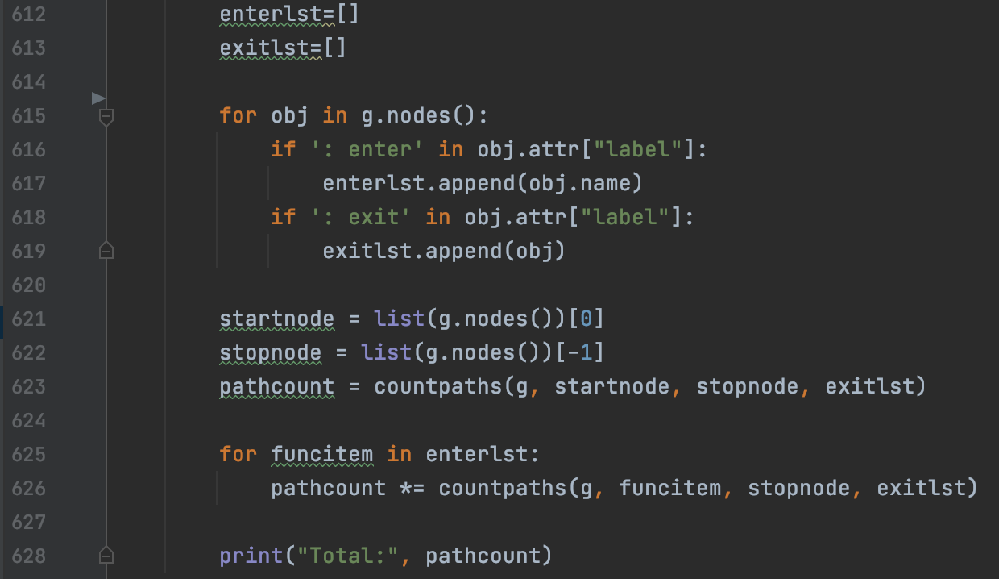 612 enterlst=[]
613 exitlst=[]
614
615 for obj in g.nodes():
616 if ': enter' in obj.attr["label"]:
617 enterlst.append(obj.name)
618 if ': exit' in obj.attr["label"]:
619 exitlst.append(obj)
620
621 startnode = list(g.nodes())[0]
622 stopnode = list(g.nodes())[-1]
623 pathcount = countpaths(g, startnode, stopnode, exitlst)
624
625 for funcitem in enterlst:
626 pathcount *= countpaths(g, funcitem, stopnode, exitlst)
627
628 print("Total:", pathcount)